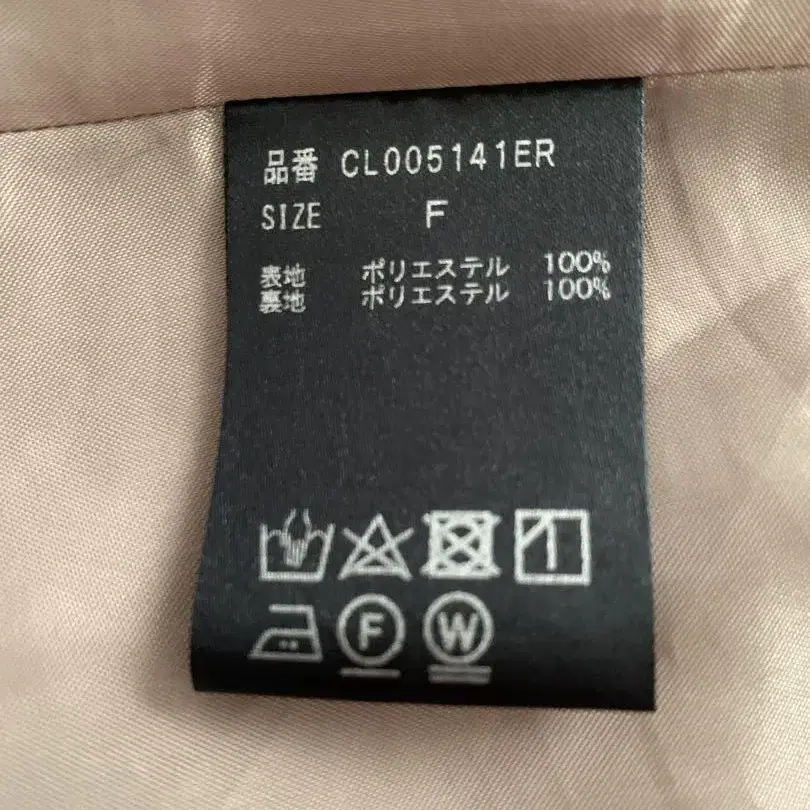 品番 CL005141ER
SIZE F
表地 ポリエステル 100%
裏地 ポリエステル 100%
F W